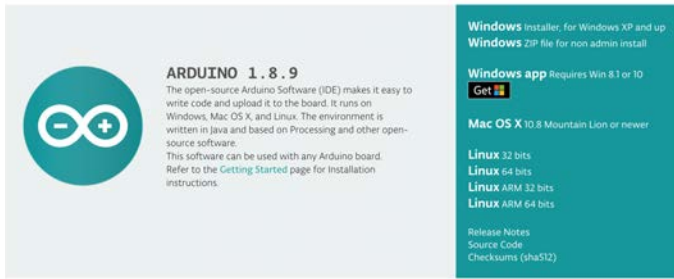 ARDUINO 1.8.9
The open-source Arduino Software (IDE) makes it easy to
write code and upload it to the board. It runs on
Windows, Mac OS X, and Linux. The environment is
written in Java and based on Processing and other open-
source software.
This software can be used with any Arduino board.
Refer to the Getting Started page for Installation
instructions.
Windows Installer, for Windows XP and up
Windows ZIP file for non admin install
Windows app Requires Win 8.1 or 10
Get
Mac OS X 10.8 Mountain Lion or newer
Linux 32 bits
Linux 64 bits
Linux ARM 32 bits
Linux ARM 64 bits
Release Notes
Source Code
Checksums (sha512)